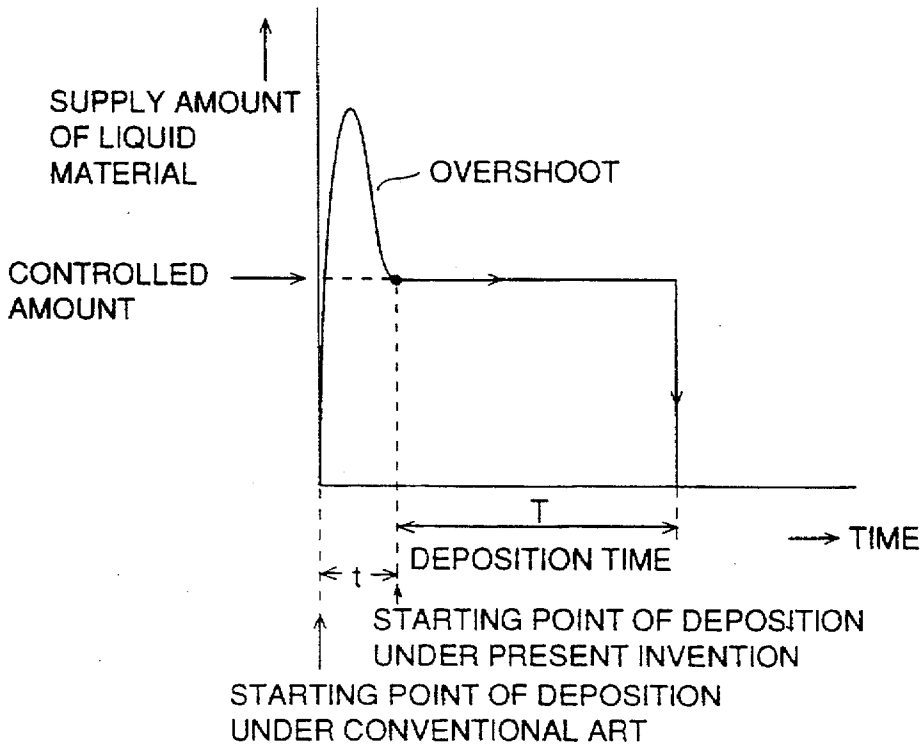 SUPPLY AMOUNT
OF LIQUID
MATERIAL
OVERSHOOT
CONTROLLED
AMOUNT
T
TIME
DEPOSITION TIME
t
STARTING POINT OF DEPOSITION
UNDER PRESENT INVENTION
STARTING POINT OF DEPOSITION
UNDER CONVENTIONAL ART